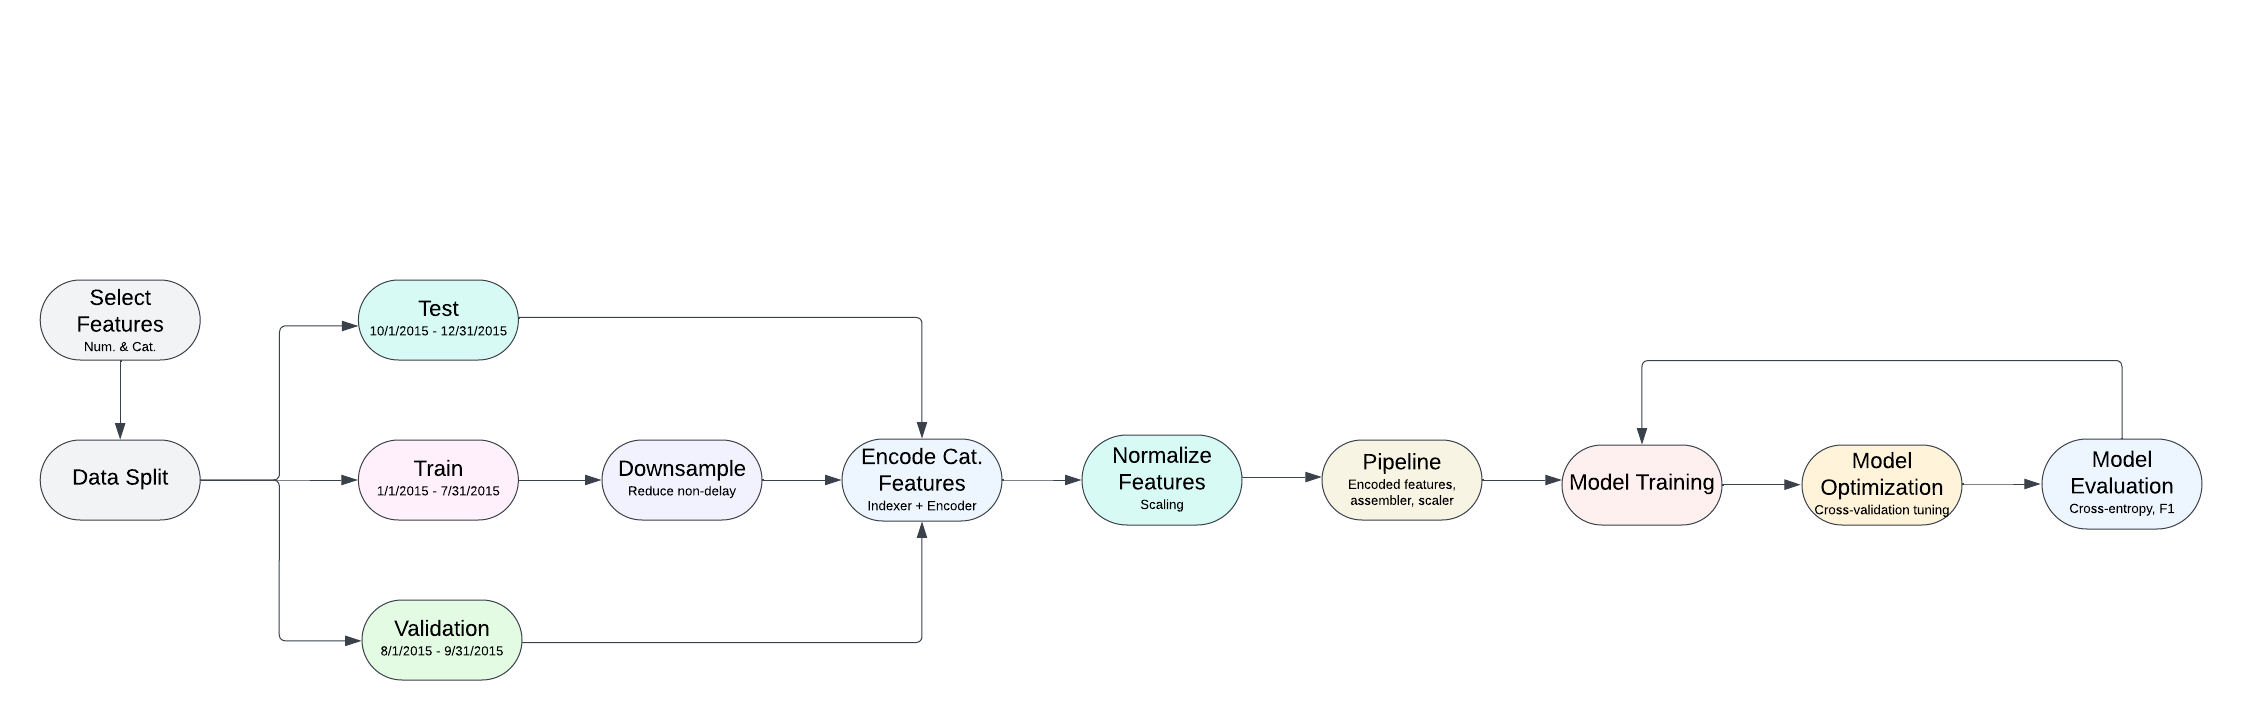 Select
Features
Num. & Cat.
Data Split
Test
10/1/2015 - 12/31/2015
Train
1/1/2015 - 7/31/2015
Validation
8/1/2015 - 9/31/2015
Downsample
Reduce non-delay
Encode Cat.
Features
Indexer + Encoder
Normalize
Features
Scaling
Pipeline
Encoded features,
assembler, scaler
Model Training
Model
Optimization
Cross-validation tuning
Model
Evaluation
Cross-entropy, F1